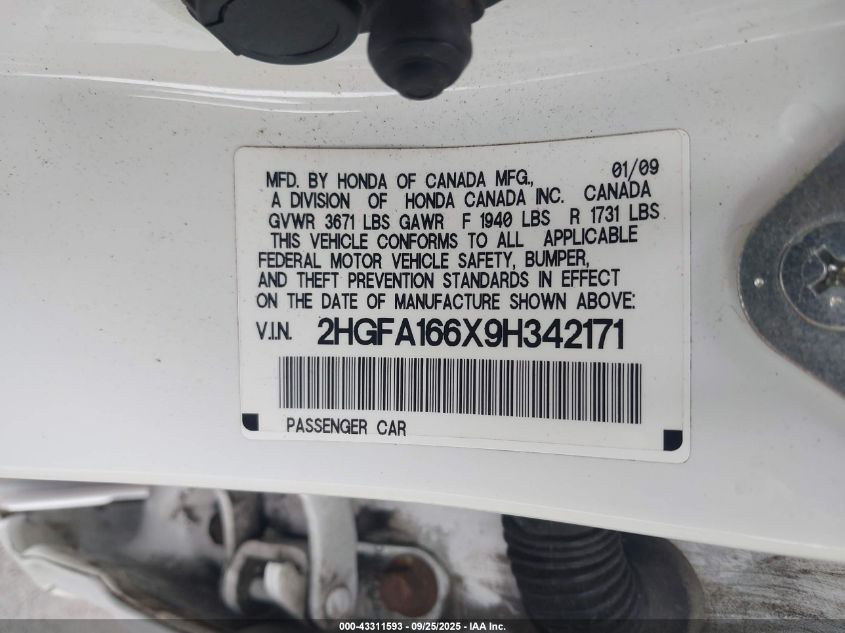 01/09
MFD. BY HONDA OF CANADA MFG.,
A DIVISION OF HONDA CANADA INC. CANADA
GVWR 3671 LBS GAWR F 1940 LBS R 1731 LBS
THIS VEHICLE CONFORMS TO ALL APPLICABLE
FEDERAL MOTOR VEHICLE SAFETY, BUMPER,
AND THEFT PREVENTION STANDARDS IN EFFECT
ON THE DATE OF MANUFACTURE SHOWN ABOVE:
V.I.N. 2HGFA166X9H342171
PASSENGER CAR
000-43311593 - 09/25/2025 - IAA Inc.